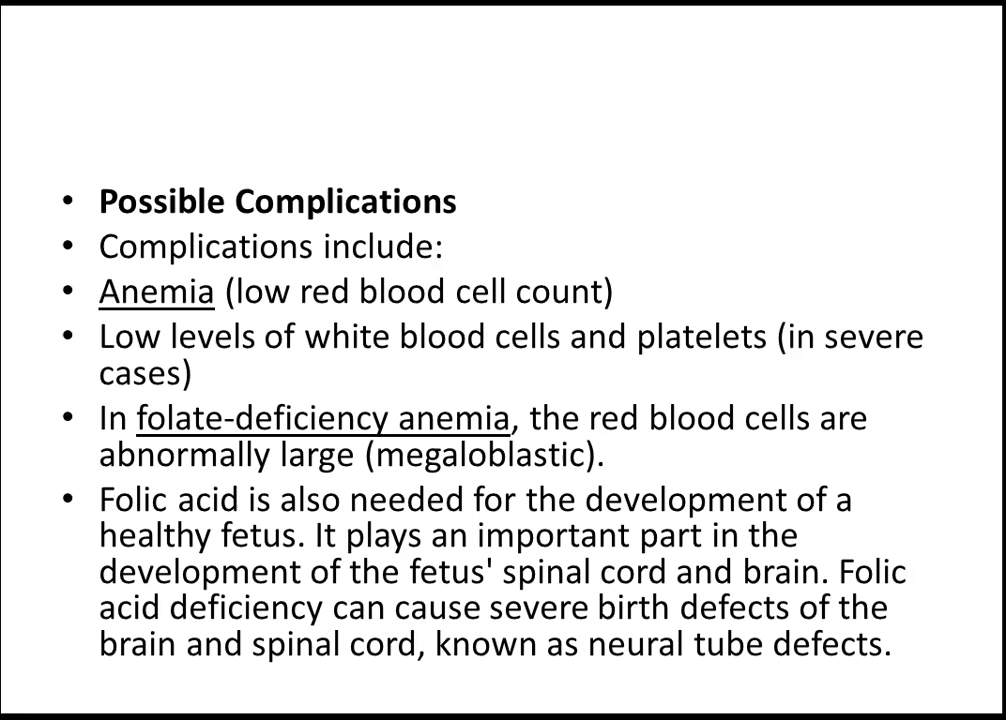 • Possible Complications
• Complications include:
• Anemia (low red blood cell count)
• Low levels of white blood cells and platelets (in severe
cases)
• In folate-deficiency anemia, the red blood cells are
abnormally large (megaloblastic).
• Folic acid is also needed for the development of a
healthy fetus. It plays an important part in the
development of the fetus' spinal cord and brain. Folic
acid deficiency can cause severe birth defects of the
brain and spinal cord, known as neural tube defects.